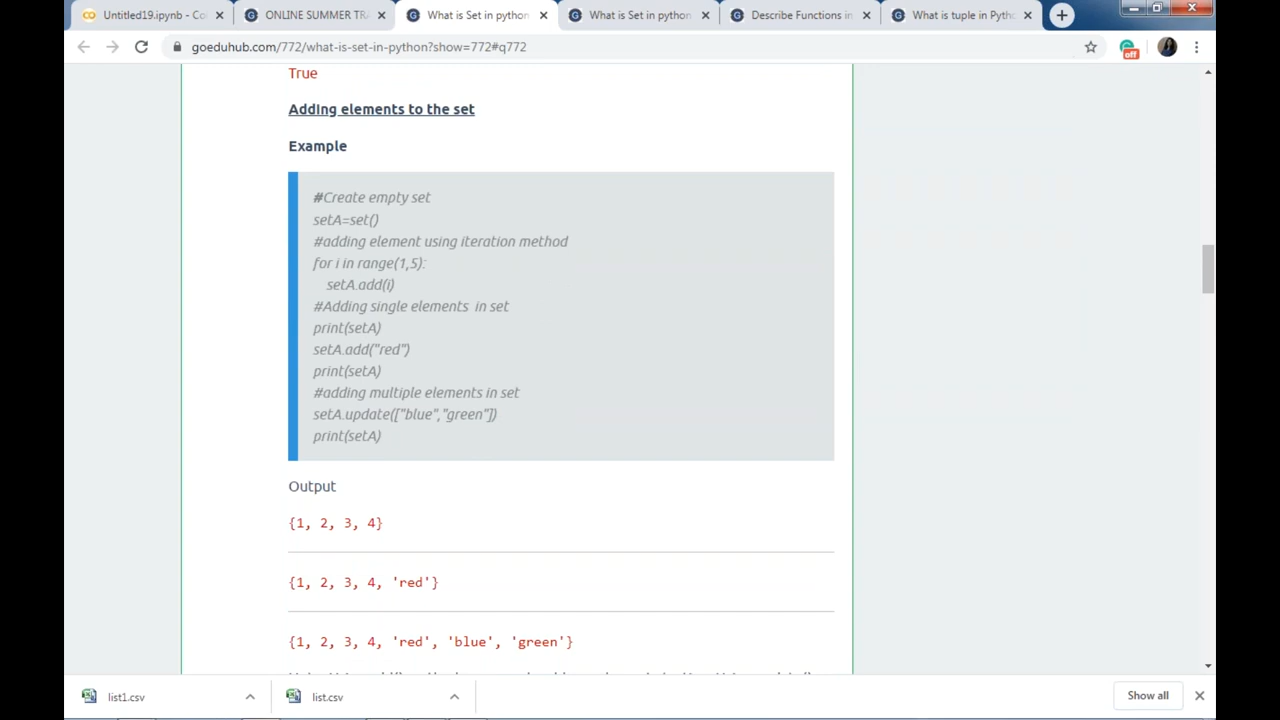 Untitled19.ipynb - Co
ONLINE SUMMER TRA
What is Set in python
What is Set in python
Describe Functions in
What is tuple in Pyth
goeduhub.com/772/what-is-set-in-python?show=772#q772
off
True
Adding elements to the set
Example
#Create empty set
setA=set()
#adding element using iteration method
for i in range(1,5):
setA.add(i)
#Adding single elements in set
print(setA)
setA.add("red")
print(setA)
#adding multiple elements in set
setA.update(["blue","green"])
print(setA)
Output
{1, 2, 3, 4}
{1, 2, 3, 4, 'red'}
{1, 2, 3, 4, 'red', 'blue', 'green'}
list1.csv
list.csv
Show all